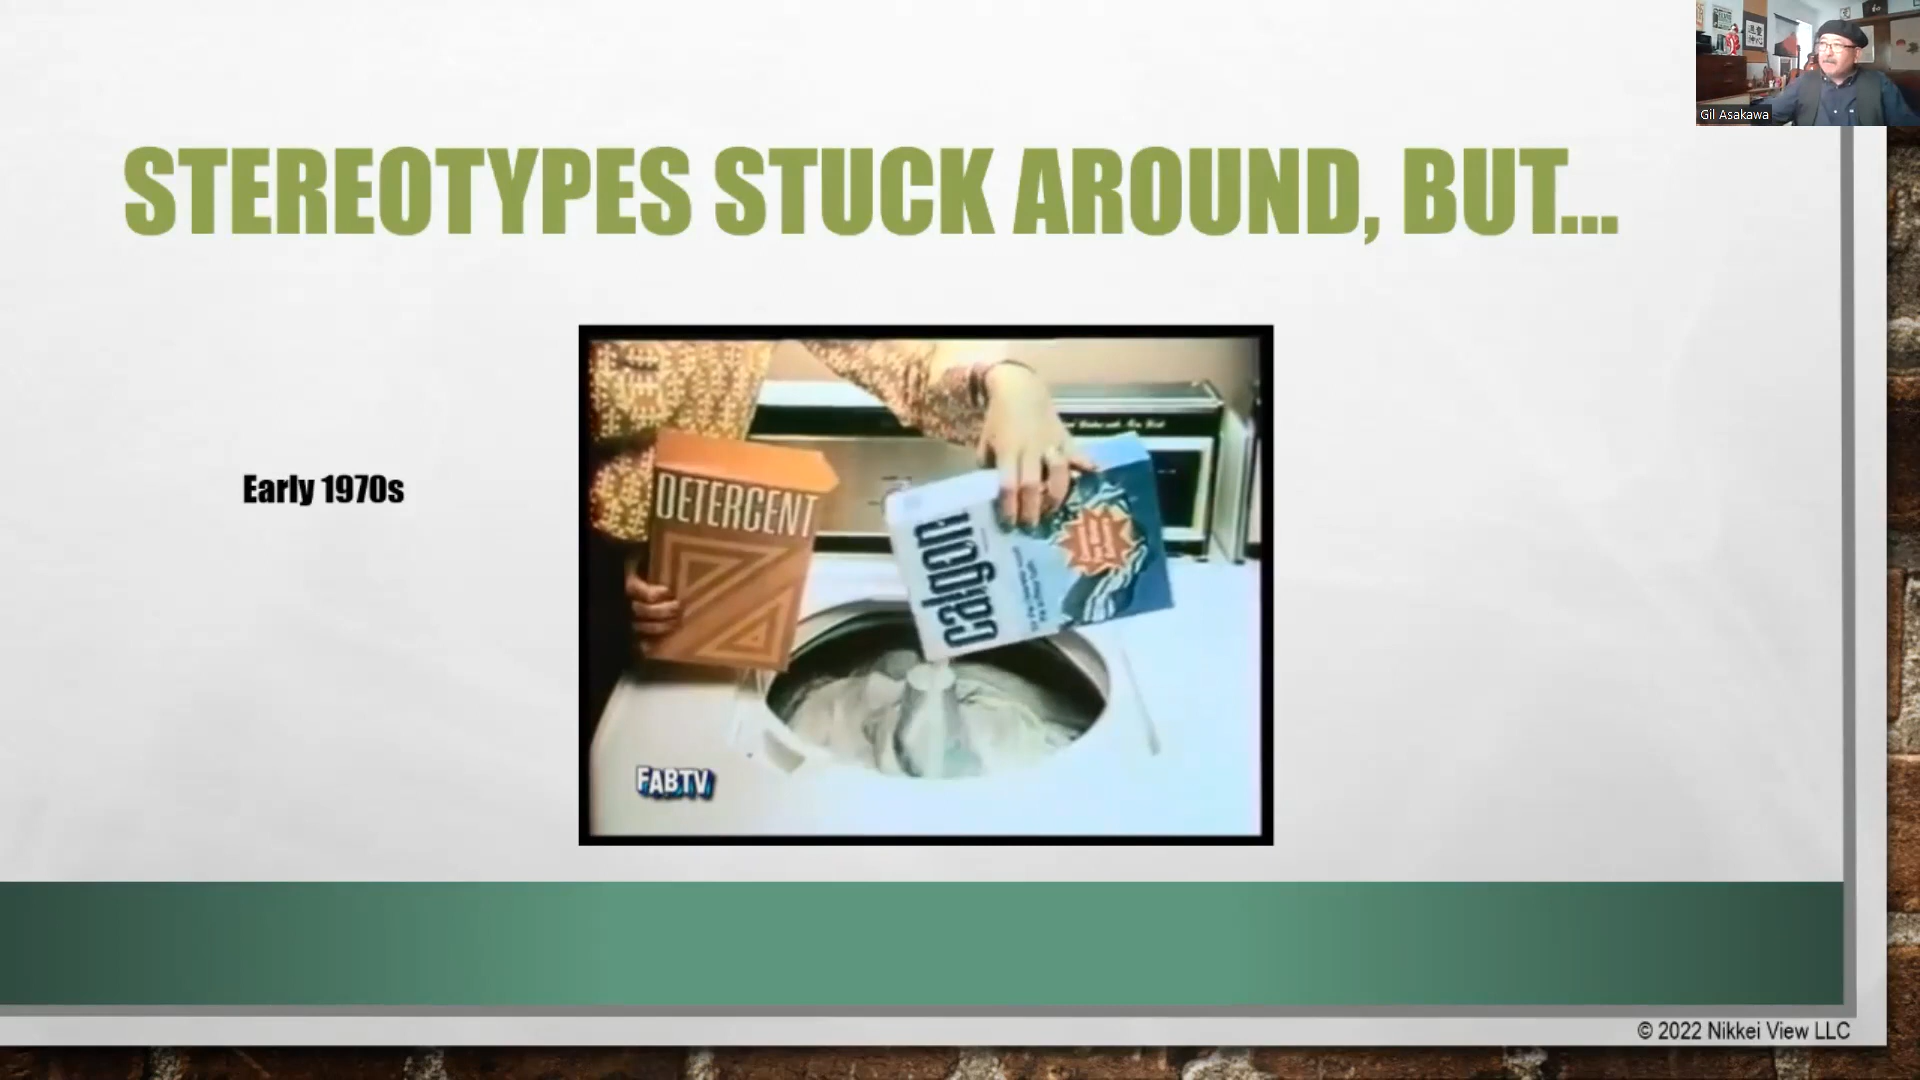 Gil Asakawa
STEREOTYPES STUCK AROUND, BUT...
Early 1970s
DETERGENT
calgon
FABTV
© 2022 Nikkei View LLC